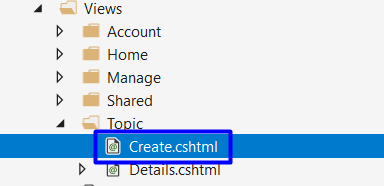 Views
Account
Home
Manage
Shared
Topic
Create.cshtml
Details.cshtml